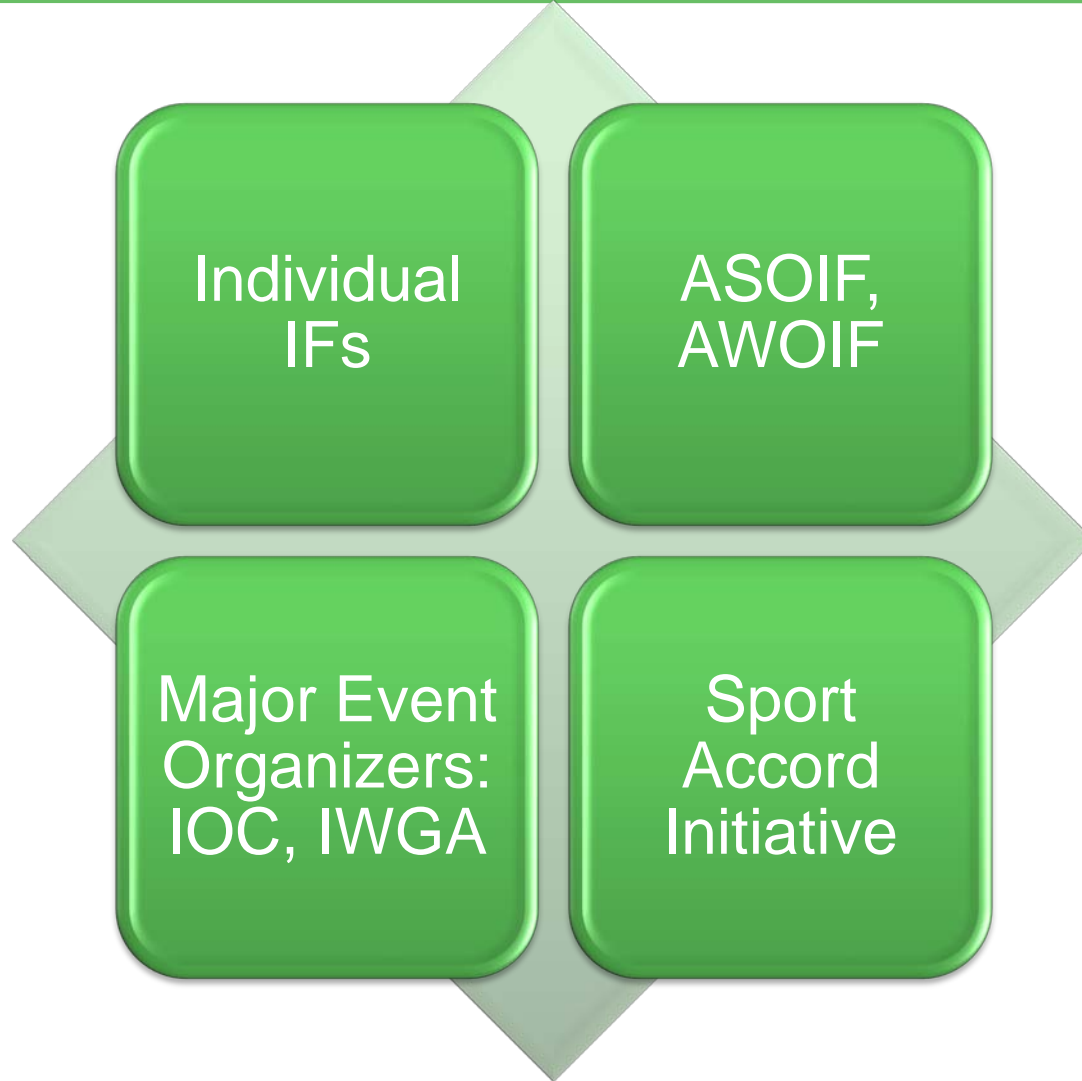 Individual
IFs
ASOIF,
AWOIF
Major Event
Organizers:
IOC, IWGA
Sport
Accord
Initiative